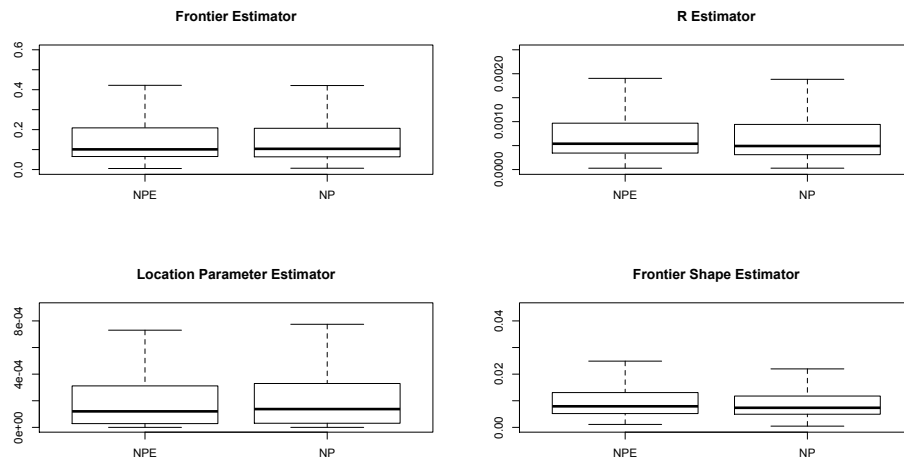 Frontier Estimator
0.6
0.4
0.2
0.0
NPE NP
R Estimator
0.0020
0.0010
0.0000
NPE NP
Location Parameter Estimator
8e-04
4e-04
0e+00
NPE NP
Frontier Shape Estimator
0.04
0.02
0.00
NPE NP